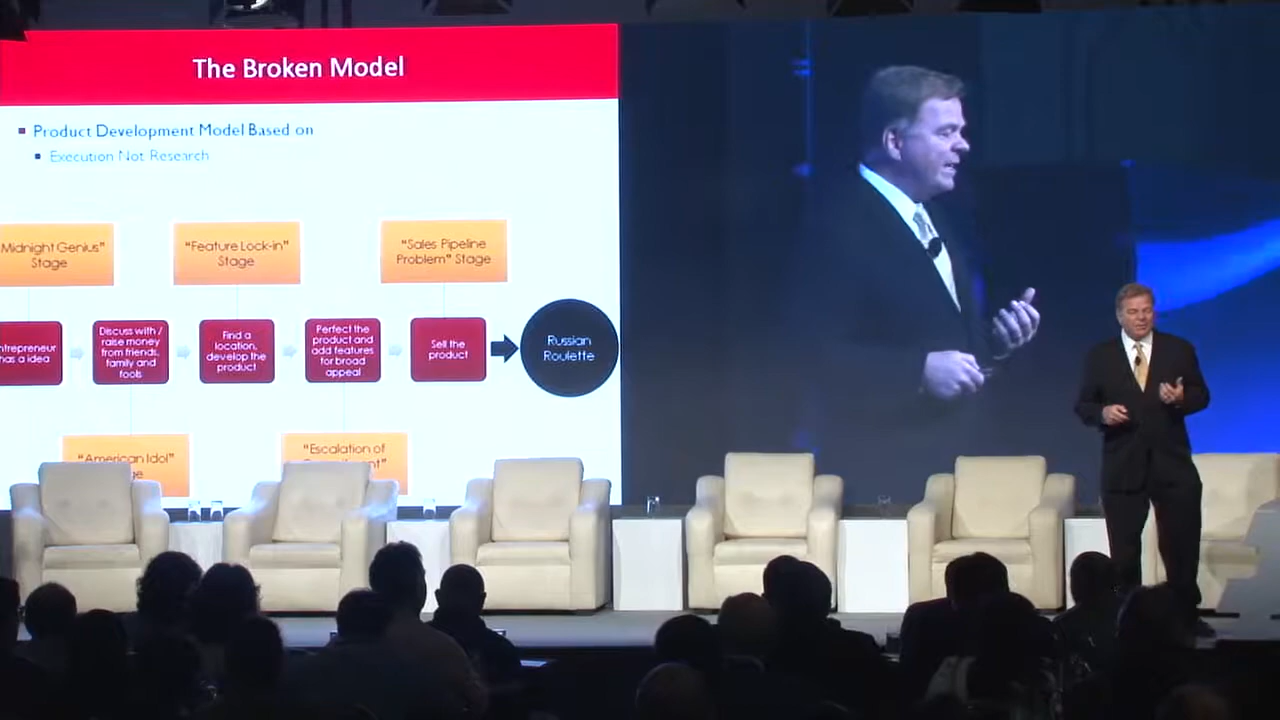 The Broken Model
Product Development Model Based on
Execution Not Research
Midnight Genius"
Stage
"Feature Lock-in"
Stage
"Sales Pipeline
Problem" Stage
ntrepreneur
has a idea
Discuss with /
raise money
from friends,
family and
fools
Find a
location,
develop the
product
Perfect the
product and
add features
for broad
appeal
Sell the
product
Russian
Roulette
"American Idol"
"Escalation of